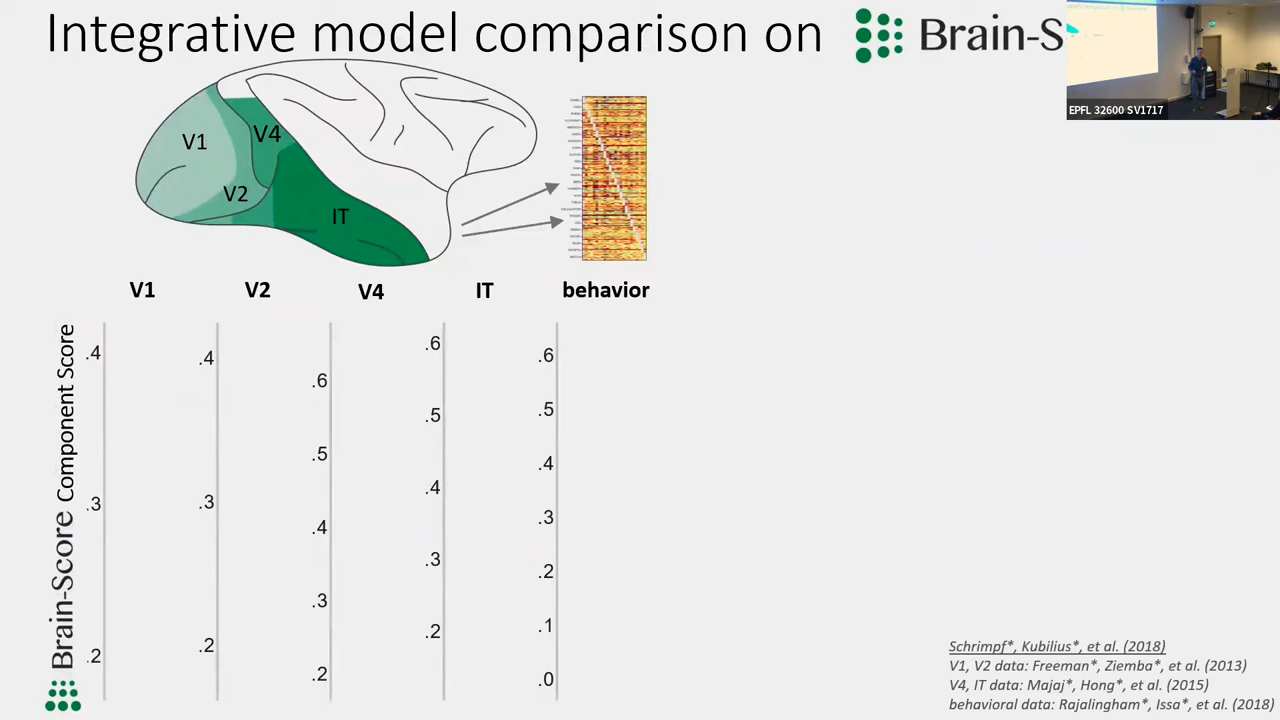 Integrative model comparison on
Brain-S
EPFL 32600 SV1717
V1
V4
V2
IT
V1
V2
V4
IT
behavior
Brain-Score Component Score
.4
.3
.2
.4
.3
.2
.6
.5
.4
.3
.2
.6
.5
.4
.3
.2
.6
.5
.4
.3
.2
.1
.0
Schrimpf*, Kubilius*, et al. (2018)
V1, V2 data: Freeman*, Ziemba*, et al. (2013)
V4, IT data: Majaj*, Hong*, et al. (2015)
behavioral data: Rajalingham*, Issa*, et al. (2018)